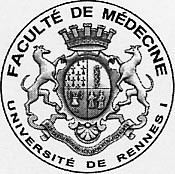 FACULTÉ DE MÉDECINE
UNIVERSITÉ DE RENNES I